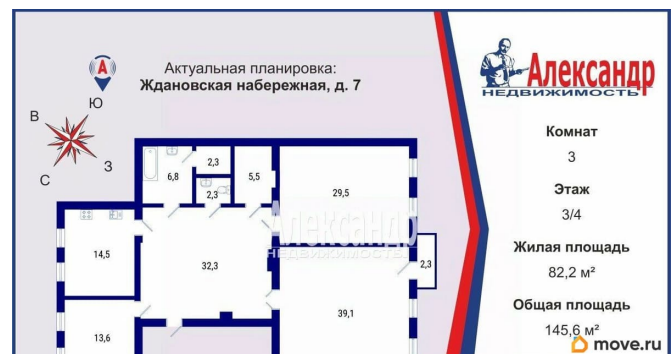 А
Ю
В
З
С
Актуальная планировка:
Ждановская набережная, д. 7
Александр
НЕДВИЖИМОСТЬ
6,8
2,3
2,3
5,5
29,5
14,5
32,3
2,3
39,1
13,6
Александр
НЕДВИЖИМОСТЬ
Комнат
3
Этаж
3/4
Жилая площадь
82,2 м²
Общая площадь
145,6 м²
move.ru